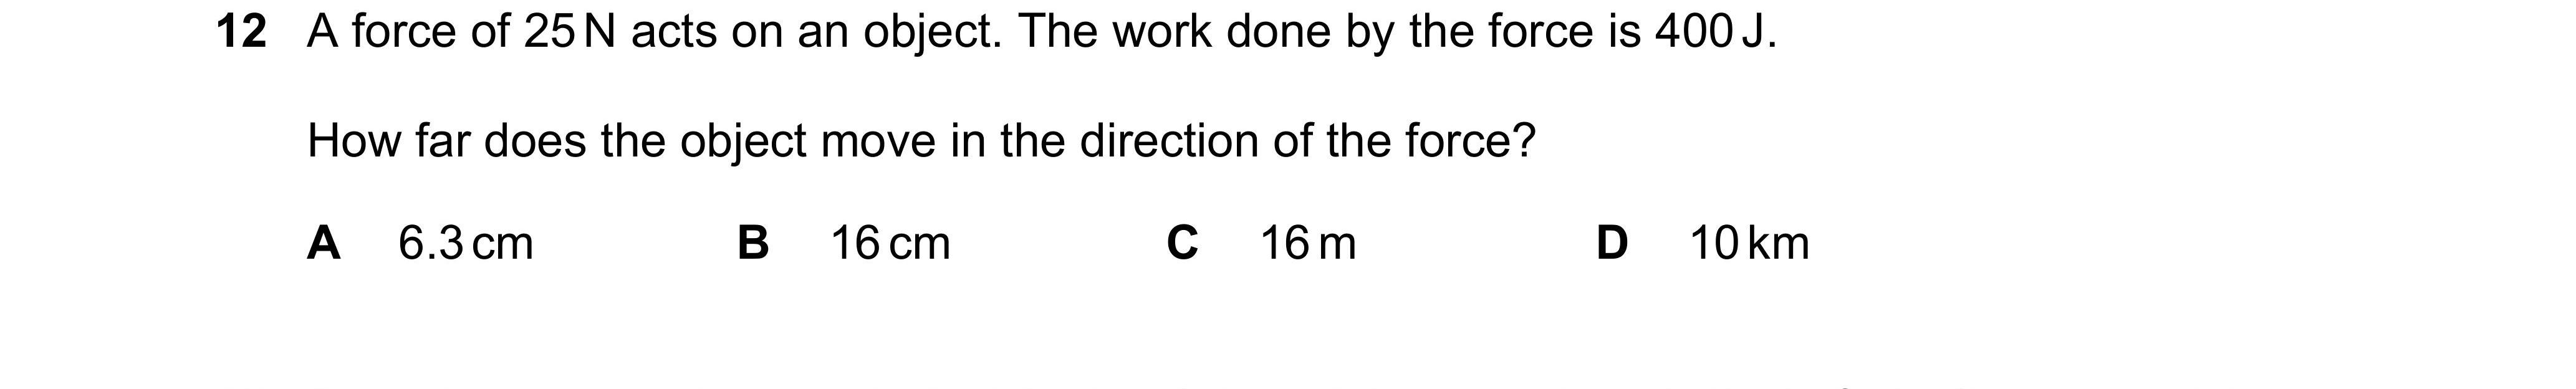 12 A force of 25 N acts on an object. The work done by the force is 400 J.
How far does the object move in the direction of the force?
A 6.3 cm B 16 cm C 16 m D 10 km